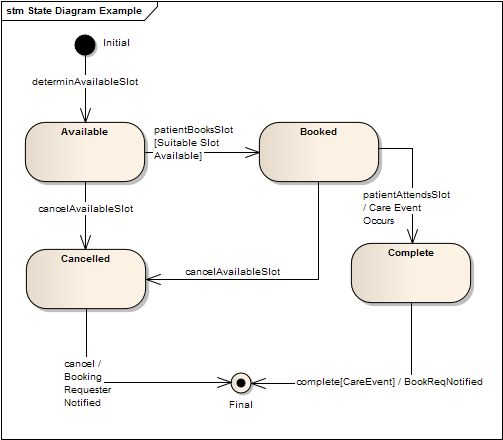 stm State Diagram Example
Initial
determinAvailableSlot
Available
patientBooksSlot
[Suitable Slot
Available]
Booked
patientAttendsSlot
/ Care Event
Occurs
cancelAvailableSlot
Cancelled
cancelAvailableSlot
Complete
cancel /
Booking
Requester
Notified
complete[CareEvent] / BookReqNotified
Final